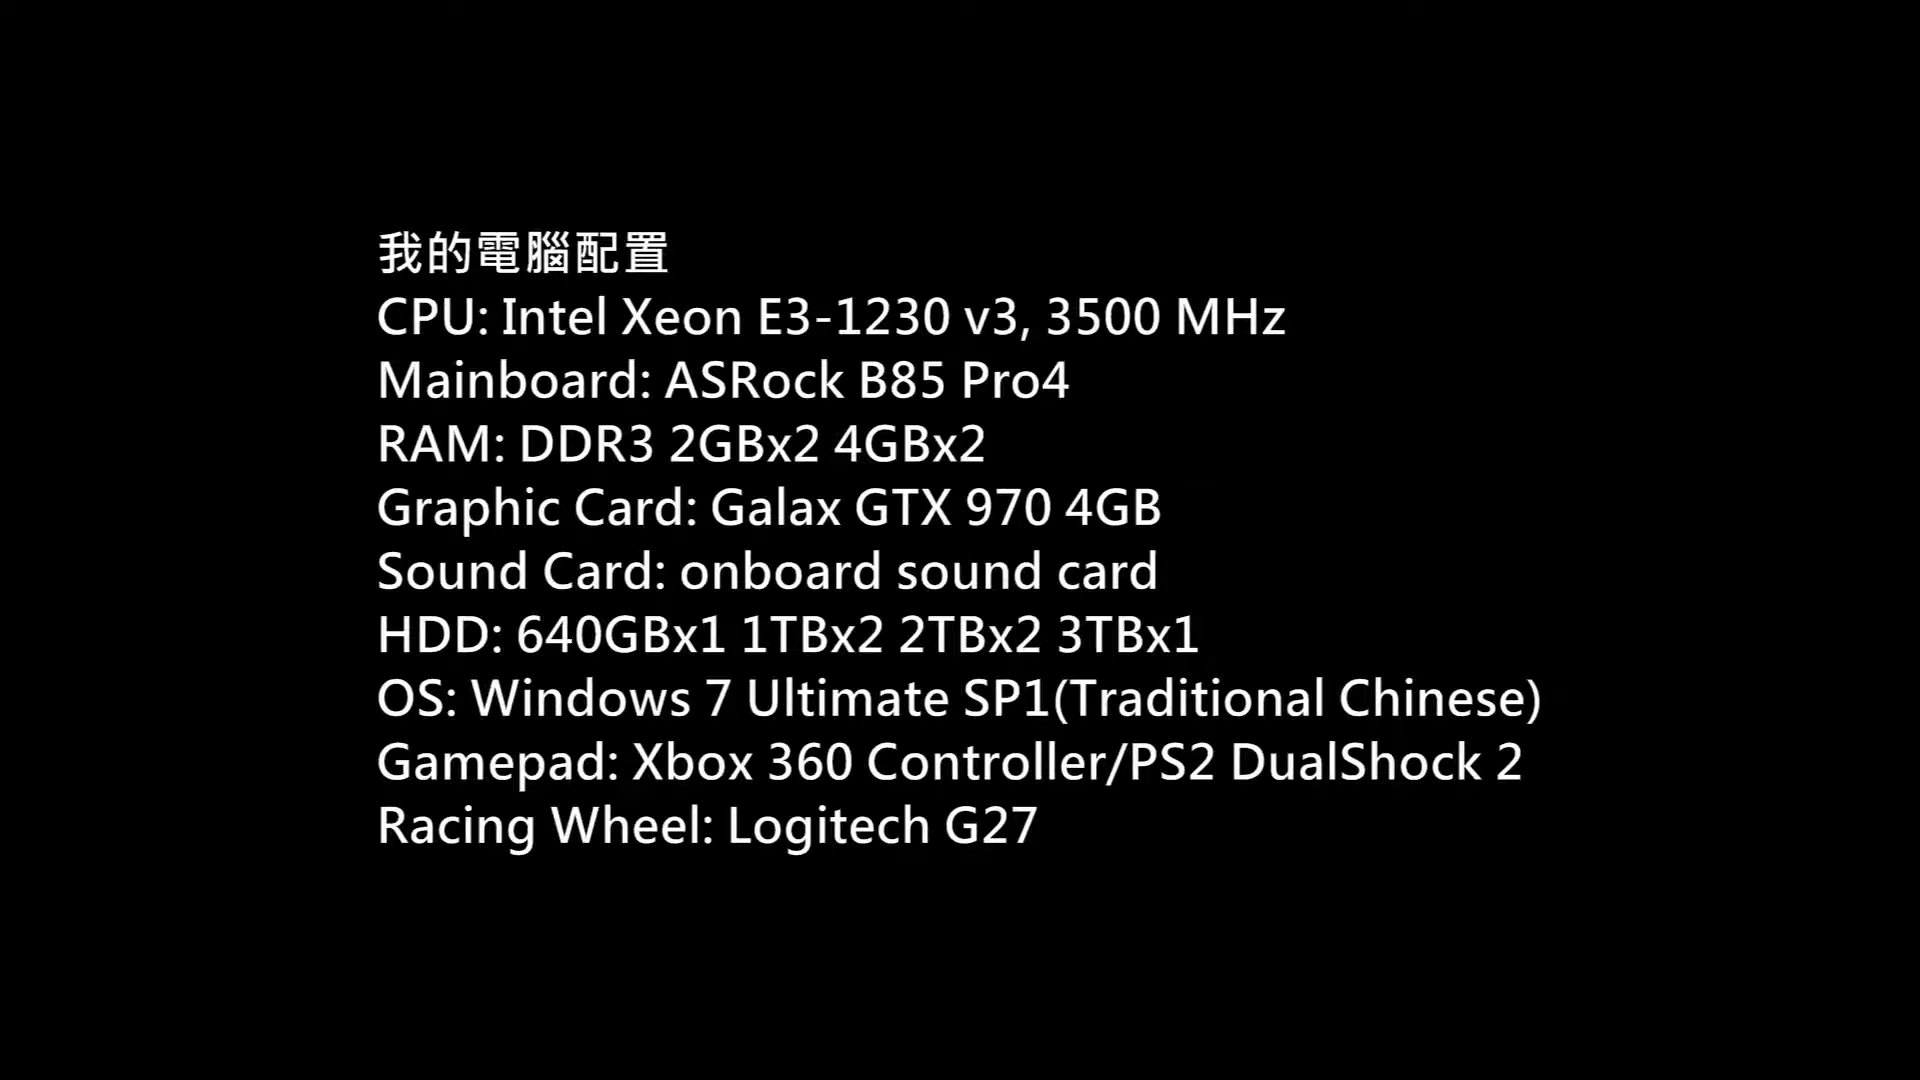 我的電腦配置
CPU: Intel Xeon E3-1230 v3, 3500 MHz
Mainboard: ASRock B85 Pro4
RAM: DDR3 2GBx2 4GBx2
Graphic Card: Galax GTX 970 4GB
Sound Card: onboard sound card
HDD: 640GBx1 1TBx2 2TBx2 3TBx1
OS: Windows 7 Ultimate SP1(Traditional Chinese)
Gamepad: Xbox 360 Controller/PS2 DualShock 2
Racing Wheel: Logitech G27